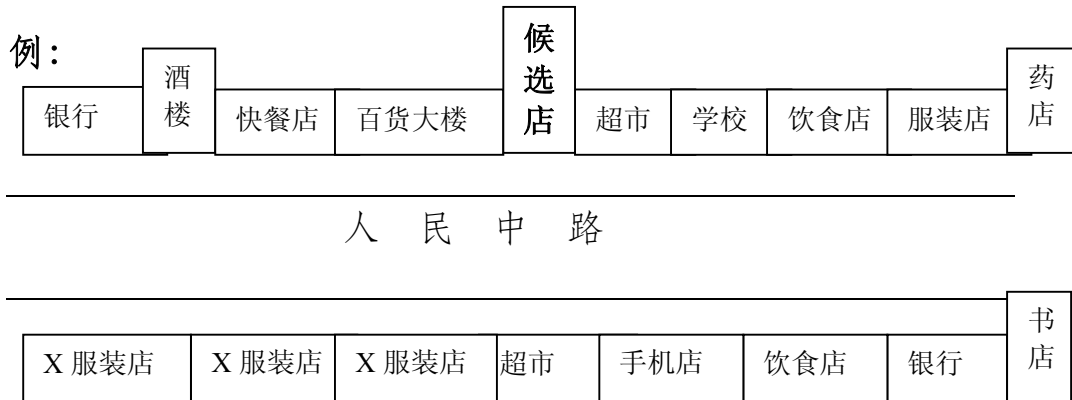 例：
银行 酒楼 快餐店 百货大楼 候选店 超市 学校 饮食店 服装店 药店
人 民 中 路
X 服装店 X 服装店 X 服装店 超市 手机店 饮食店 银行 书店